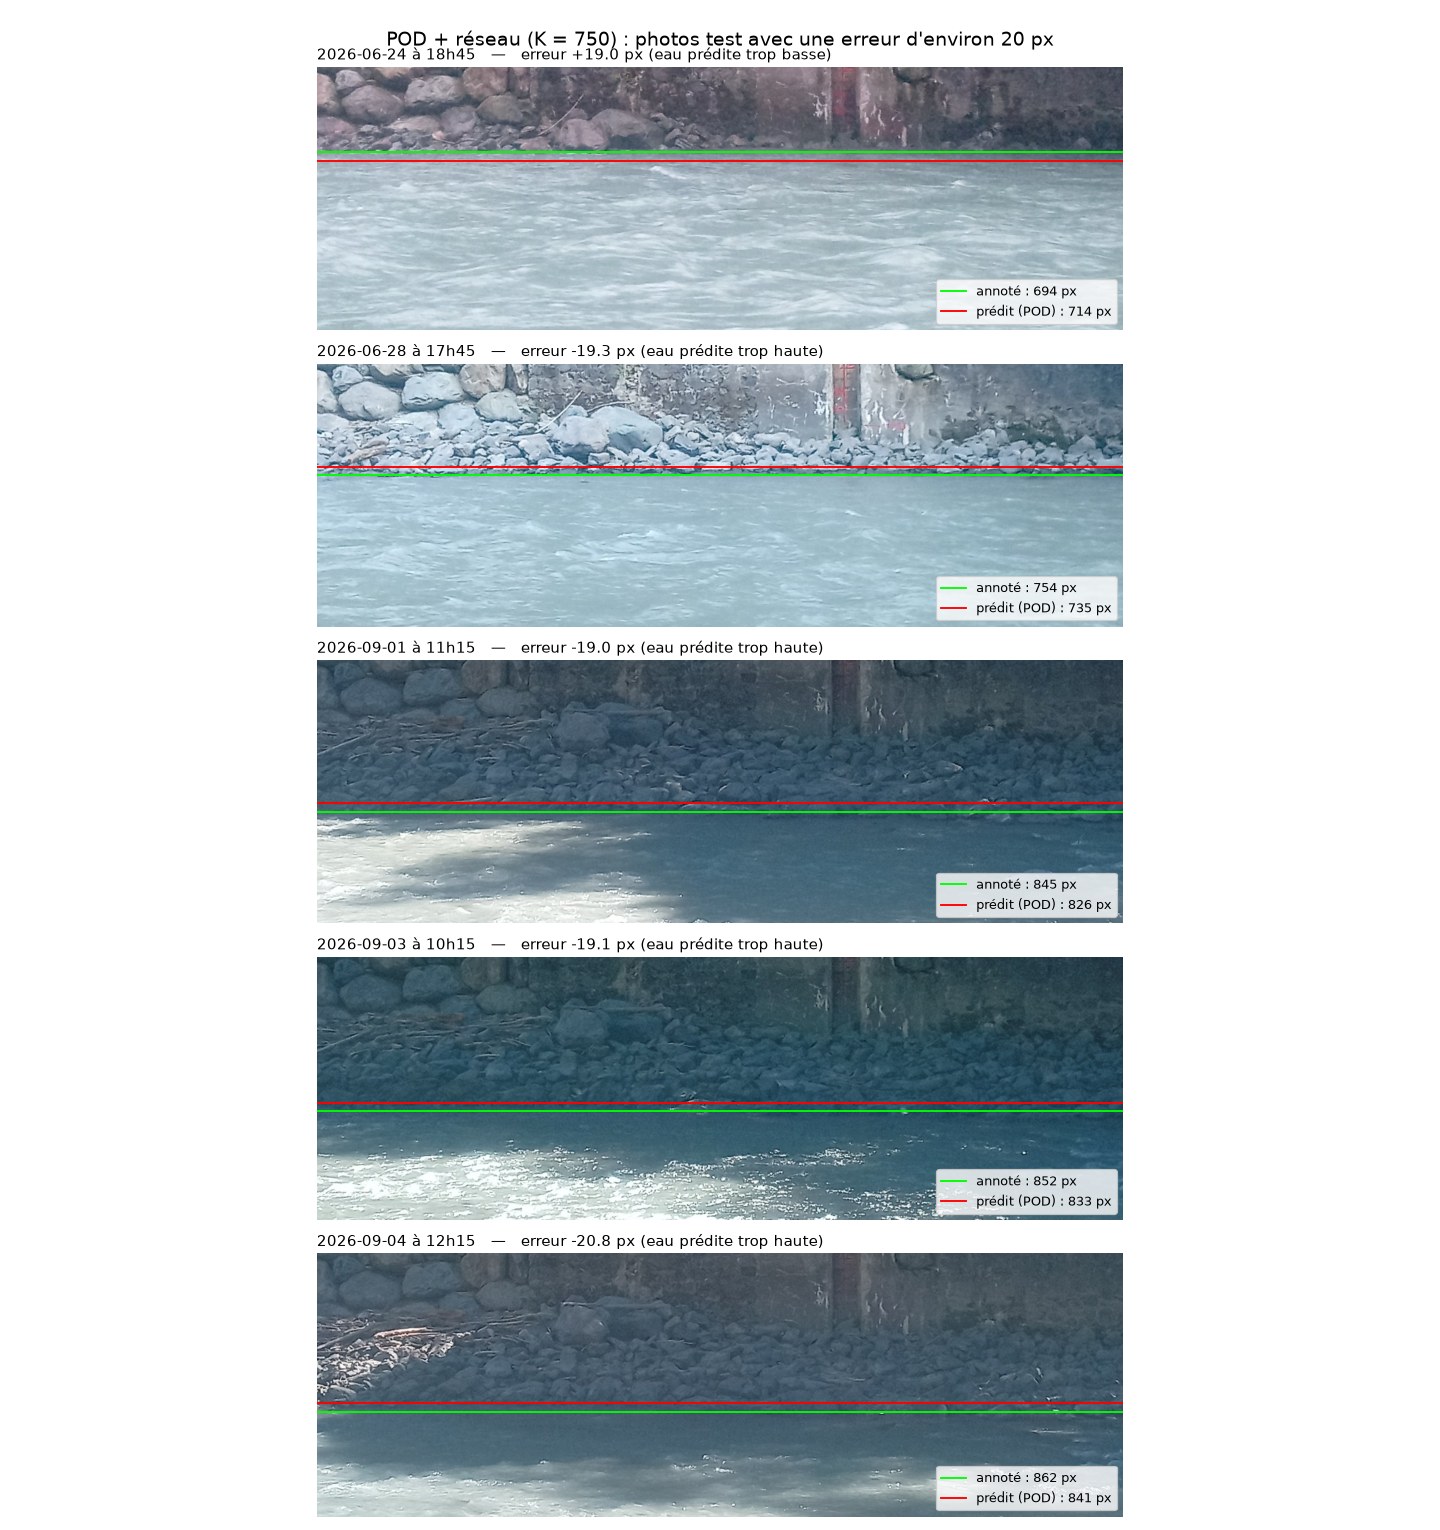 POD + réseau (K = 750) : photos test avec une erreur d'environ 20 px
2026-06-24 à 18h45 — erreur +19.0 px (eau prédite trop basse)
annoté : 694 px
prédit (POD) : 714 px
2026-06-28 à 17h45 — erreur -19.3 px (eau prédite trop haute)
annoté : 754 px
prédit (POD) : 735 px
2026-09-01 à 11h15 — erreur -19.0 px (eau prédite trop haute)
annoté : 845 px
prédit (POD) : 826 px
2026-09-03 à 10h15 — erreur -19.1 px (eau prédite trop haute)
annoté : 852 px
prédit (POD) : 833 px
2026-09-04 à 12h15 — erreur -20.8 px (eau prédite trop haute)
annoté : 862 px
prédit (POD) : 841 px